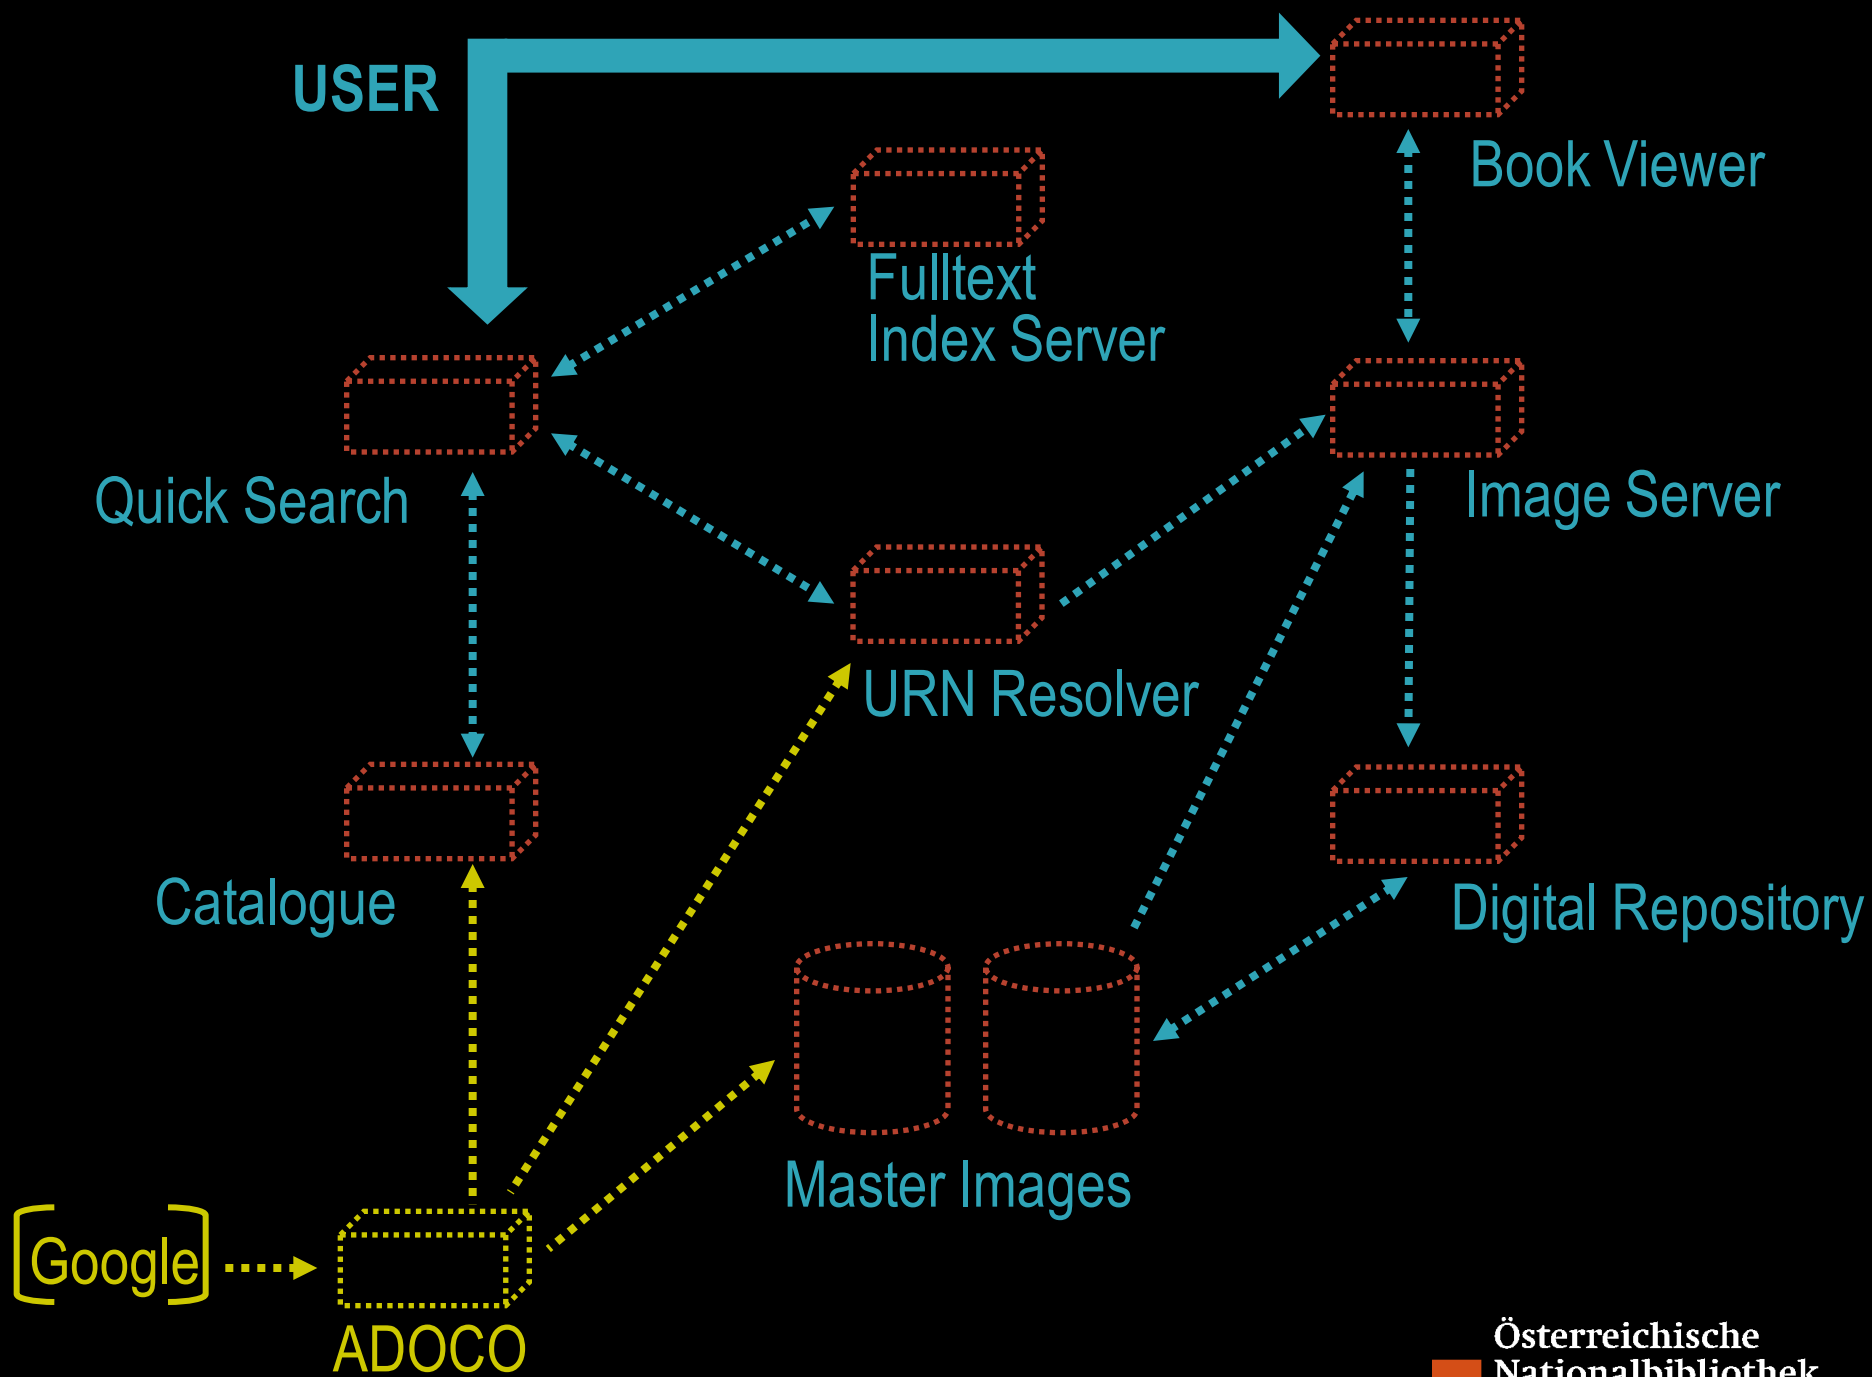 USER
Book Viewer
Fulltext
Index Server
Quick Search
Image Server
URN Resolver
Catalogue
Digital Repository
Master Images
[Google]
ADOCO
Österreichische
Nationalbibliothek